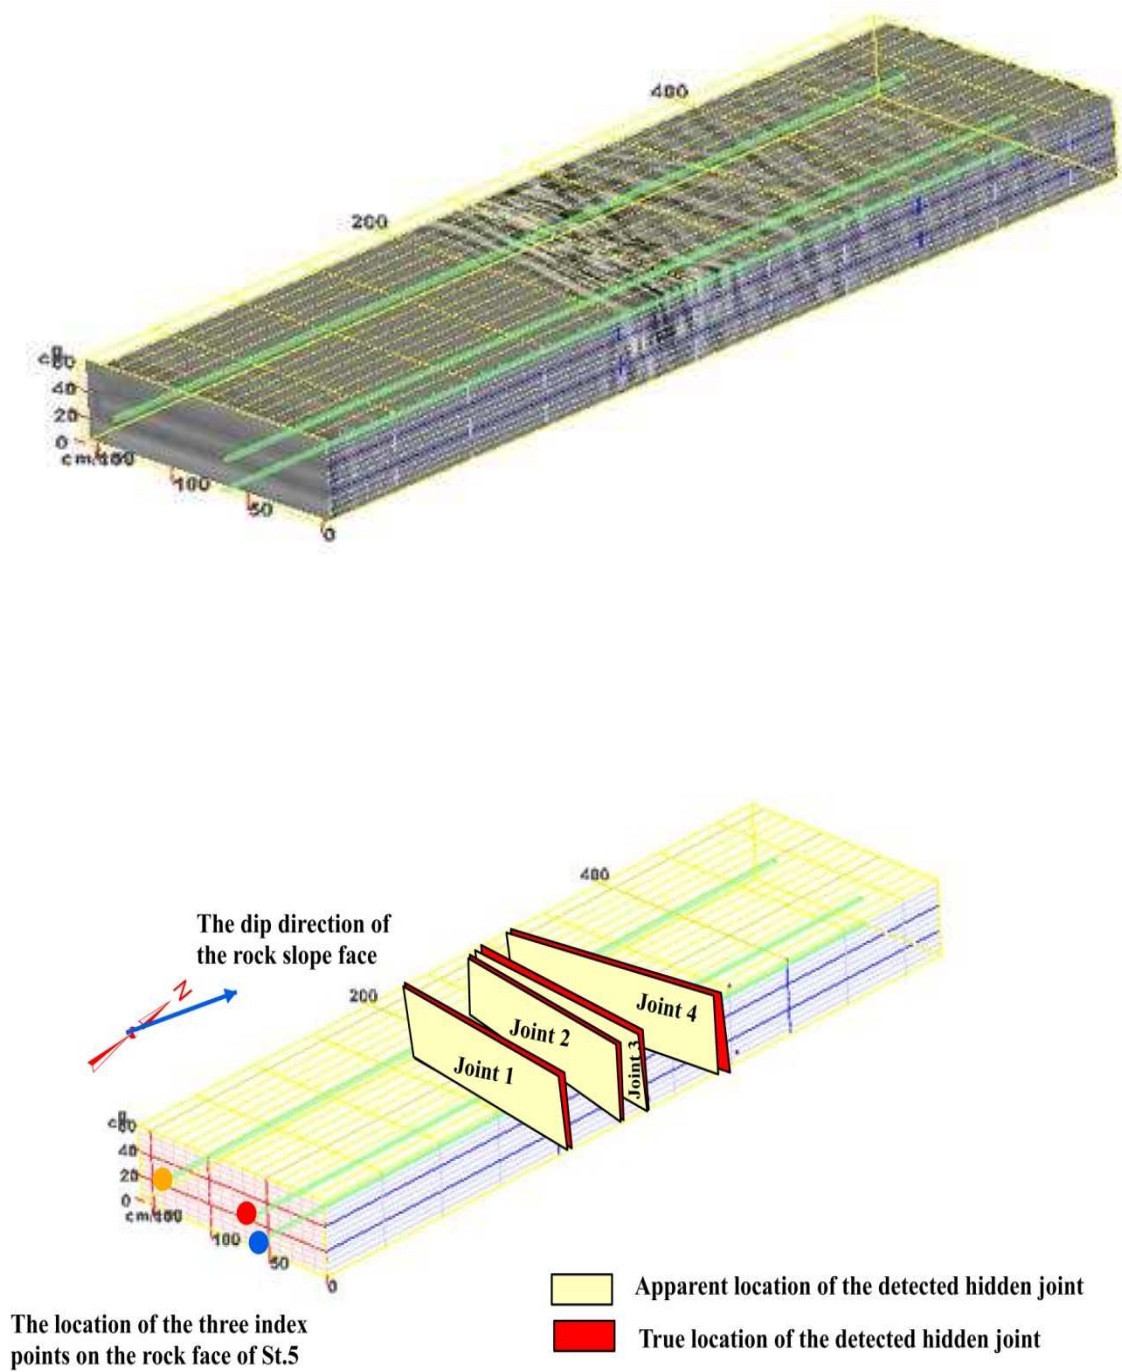 400
200
60
40
20
0
100
50
0
The dip direction of
the rock slope face
N
400
200
Joint 4
Joint 2
Joint 3
Joint 1
60
40
20
0
100
50
0
Apparent location of the detected hidden joint
True location of the detected hidden joint
The location of the three index
points on the rock face of St.5